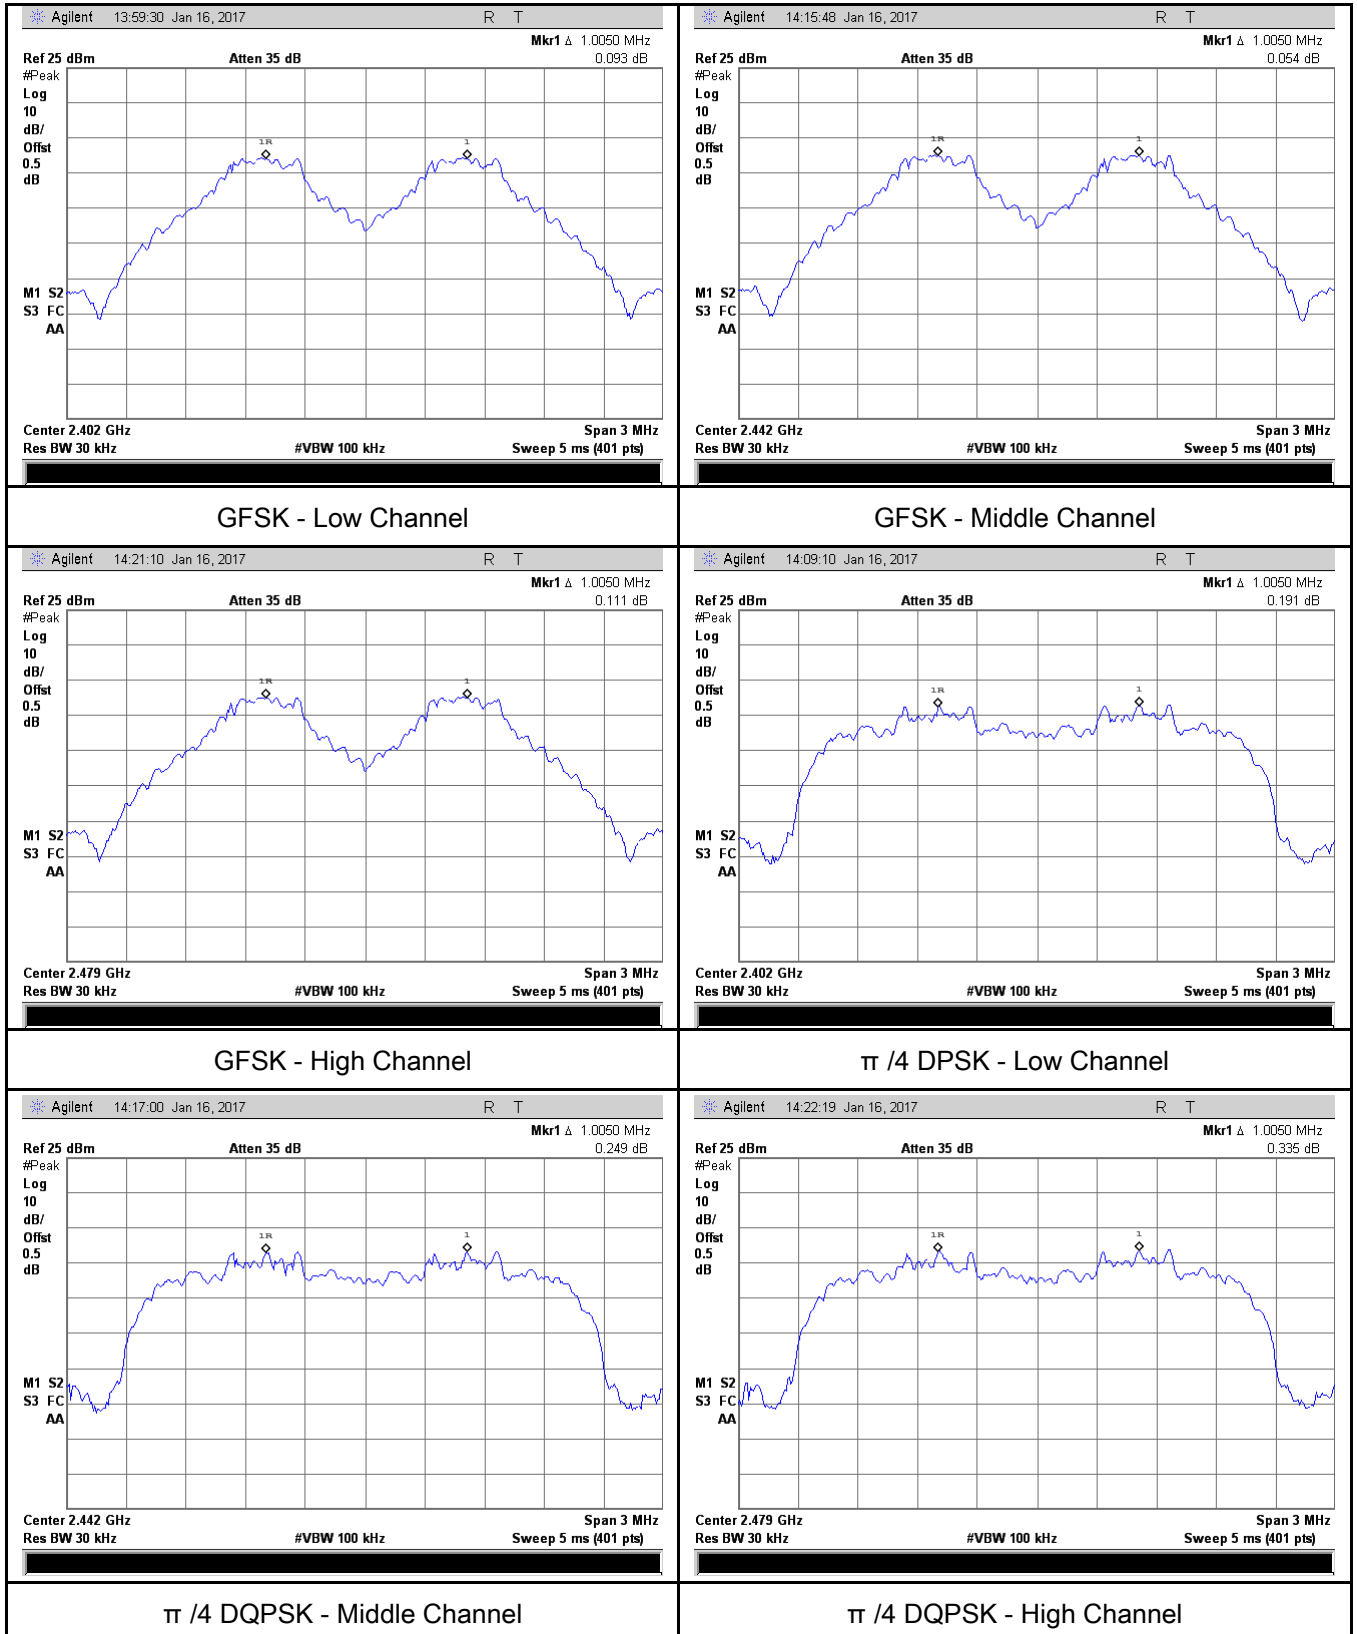 Agilent 13:59:30 Jan 16, 2017 R T
Mkr1 Δ 1.0050 MHz
Ref 25 dBm Atten 35 dB 0.093 dB
#Peak
Log
10
dB/
Offst
0.5
dB
1R 1
M1 S2
S3 FC
AA
Center 2.402 GHz Span 3 MHz
Res BW 30 kHz #VBW 100 kHz Sweep 5 ms (401 pts)
GFSK - Low Channel
Agilent 14:15:48 Jan 16, 2017 R T
Mkr1 Δ 1.0050 MHz
Ref 25 dBm Atten 35 dB 0.054 dB
#Peak
Log
10
dB/
Offst
0.5
dB
1R 1
M1 S2
S3 FC
AA
Center 2.442 GHz Span 3 MHz
Res BW 30 kHz #VBW 100 kHz Sweep 5 ms (401 pts)
GFSK - Middle Channel
Agilent 14:21:10 Jan 16, 2017 R T
Mkr1 Δ 1.0050 MHz
Ref 25 dBm Atten 35 dB 0.111 dB
#Peak
Log
10
dB/
Offst
0.5
dB
1R 1
M1 S2
S3 FC
AA
Center 2.479 GHz Span 3 MHz
Res BW 30 kHz #VBW 100 kHz Sweep 5 ms (401 pts)
GFSK - High Channel
Agilent 14:09:10 Jan 16, 2017 R T
Mkr1 Δ 1.0050 MHz
Ref 25 dBm Atten 35 dB 0.191 dB
#Peak
Log
10
dB/
Offst
0.5
dB
1R 1
M1 S2
S3 FC
AA
Center 2.402 GHz Span 3 MHz
Res BW 30 kHz #VBW 100 kHz Sweep 5 ms (401 pts)
π /4 DPSK - Low Channel
Agilent 14:17:00 Jan 16, 2017 R T
Mkr1 Δ 1.0050 MHz
Ref 25 dBm Atten 35 dB 0.249 dB
#Peak
Log
10
dB/
Offst
0.5
dB
1R 1
M1 S2
S3 FC
AA
Center 2.442 GHz Span 3 MHz
Res BW 30 kHz #VBW 100 kHz Sweep 5 ms (401 pts)
π /4 DQPSK - Middle Channel
Agilent 14:22:19 Jan 16, 2017 R T
Mkr1 Δ 1.0050 MHz
Ref 25 dBm Atten 35 dB 0.335 dB
#Peak
Log
10
dB/
Offst
0.5
dB
1R 1
M1 S2
S3 FC
AA
Center 2.479 GHz Span 3 MHz
Res BW 30 kHz #VBW 100 kHz Sweep 5 ms (401 pts)
π /4 DQPSK - High Channel